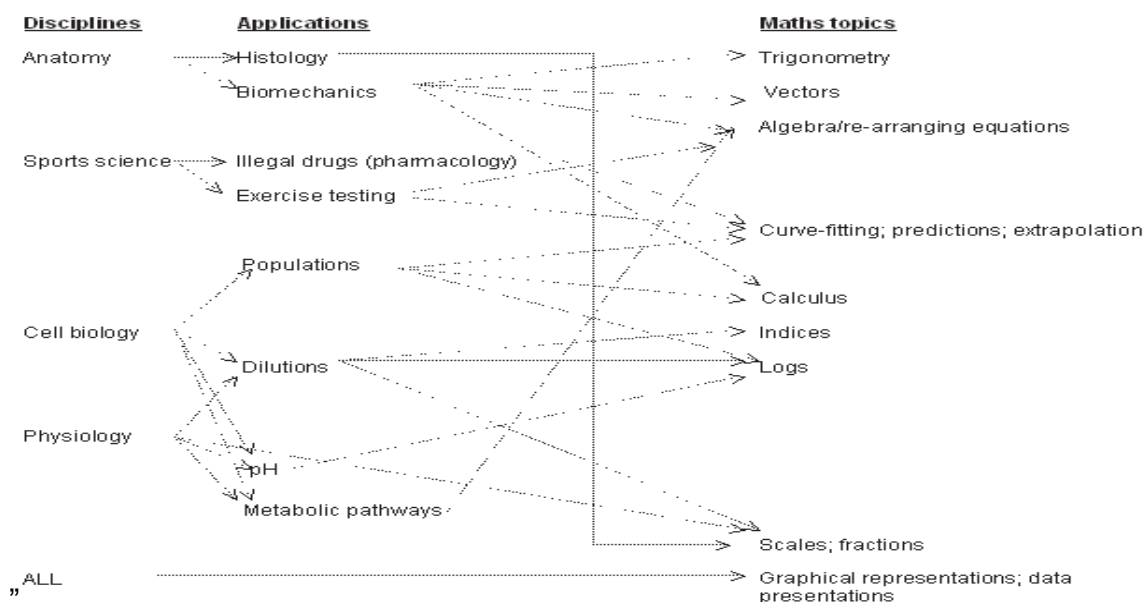 Disciplines Applications Maths topics
Anatomy Histology Trigonometry
Biomechanics Vectors
Algebra/re-arranging equations
Sports science Illegal drugs (pharmacology)
Exercise testing
Curve-fitting; predictions; extrapolation
Populations
Calculus
Cell biology Indices
Dilutions Logs
Physiology
pH
Metabolic pathways
Scales; fractions
„ ALL Graphical representations; data
presentations